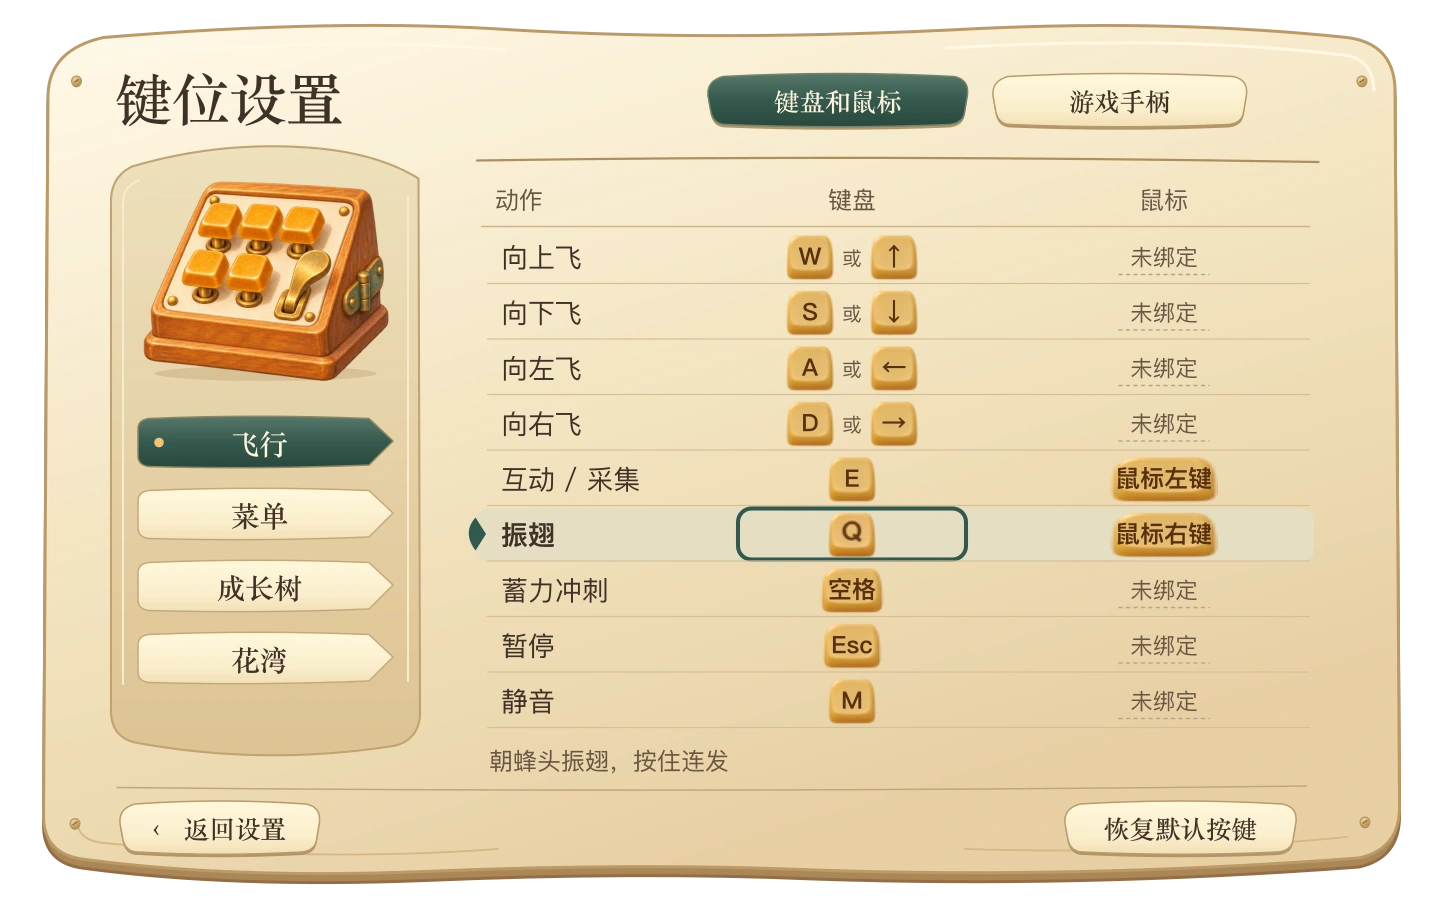 键位设置
键盘和鼠标
游戏手柄
飞行
菜单
成长树
花湾
动作 键盘 鼠标
向上飞 W 或 ↑ 未绑定
向下飞 S 或 ↓ 未绑定
向左飞 A 或 ← 未绑定
向右飞 D 或 → 未绑定
互动 / 采集 E 鼠标左键
振翅 Q 鼠标右键
蓄力冲刺 空格 未绑定
暂停 Esc 未绑定
静音 M 未绑定
朝蜂头振翅，按住连发
‹ 返回设置
恢复默认按键